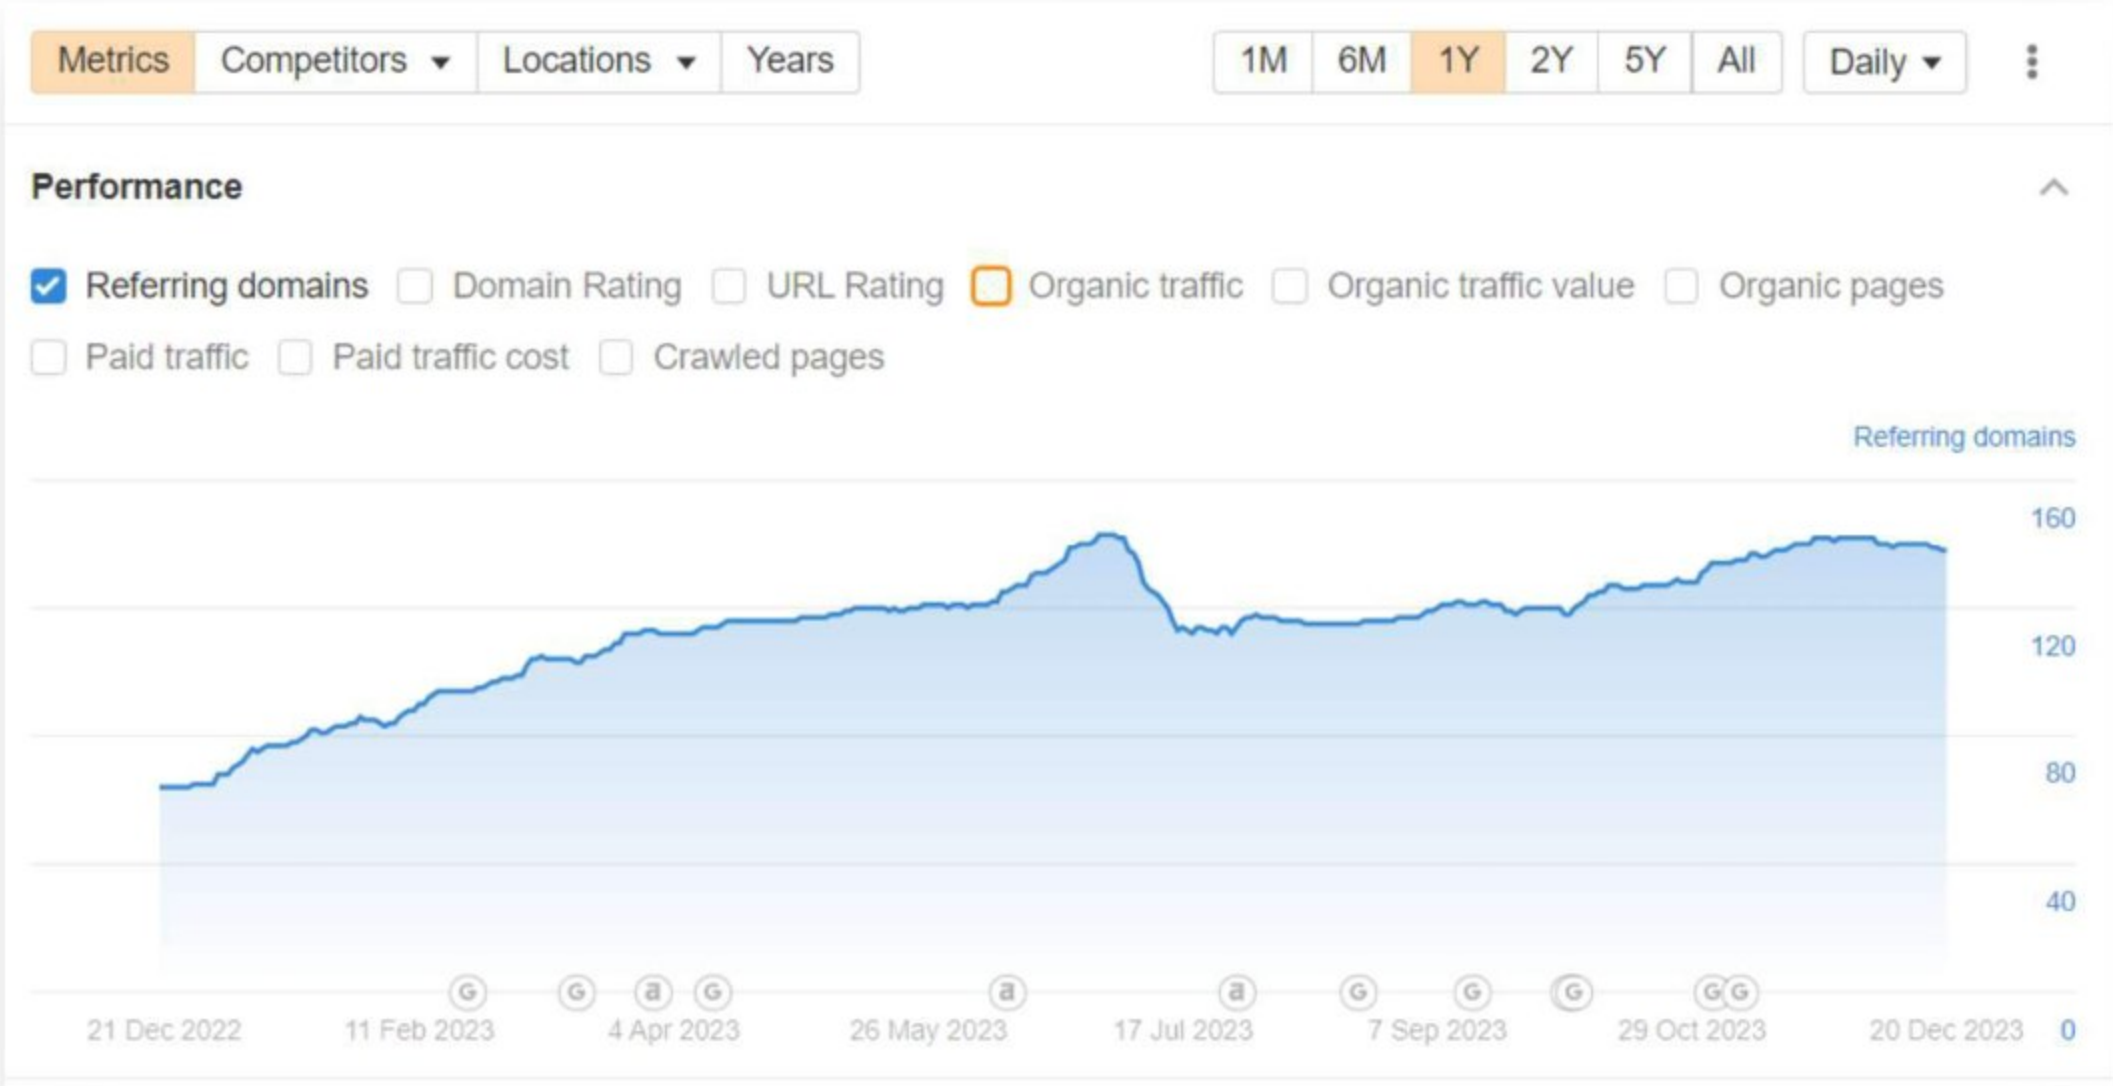 Metrics Competitors Locations Years 1M 6M 1Y 2Y 5Y All Daily
Performance
Referring domains Domain Rating URL Rating Organic traffic Organic traffic value Organic pages
Paid traffic Paid traffic cost Crawled pages
Referring domains
160
120
80
40
G G a G a a G G G G G
21 Dec 2022 11 Feb 2023 4 Apr 2023 26 May 2023 17 Jul 2023 7 Sep 2023 29 Oct 2023 20 Dec 2023 0